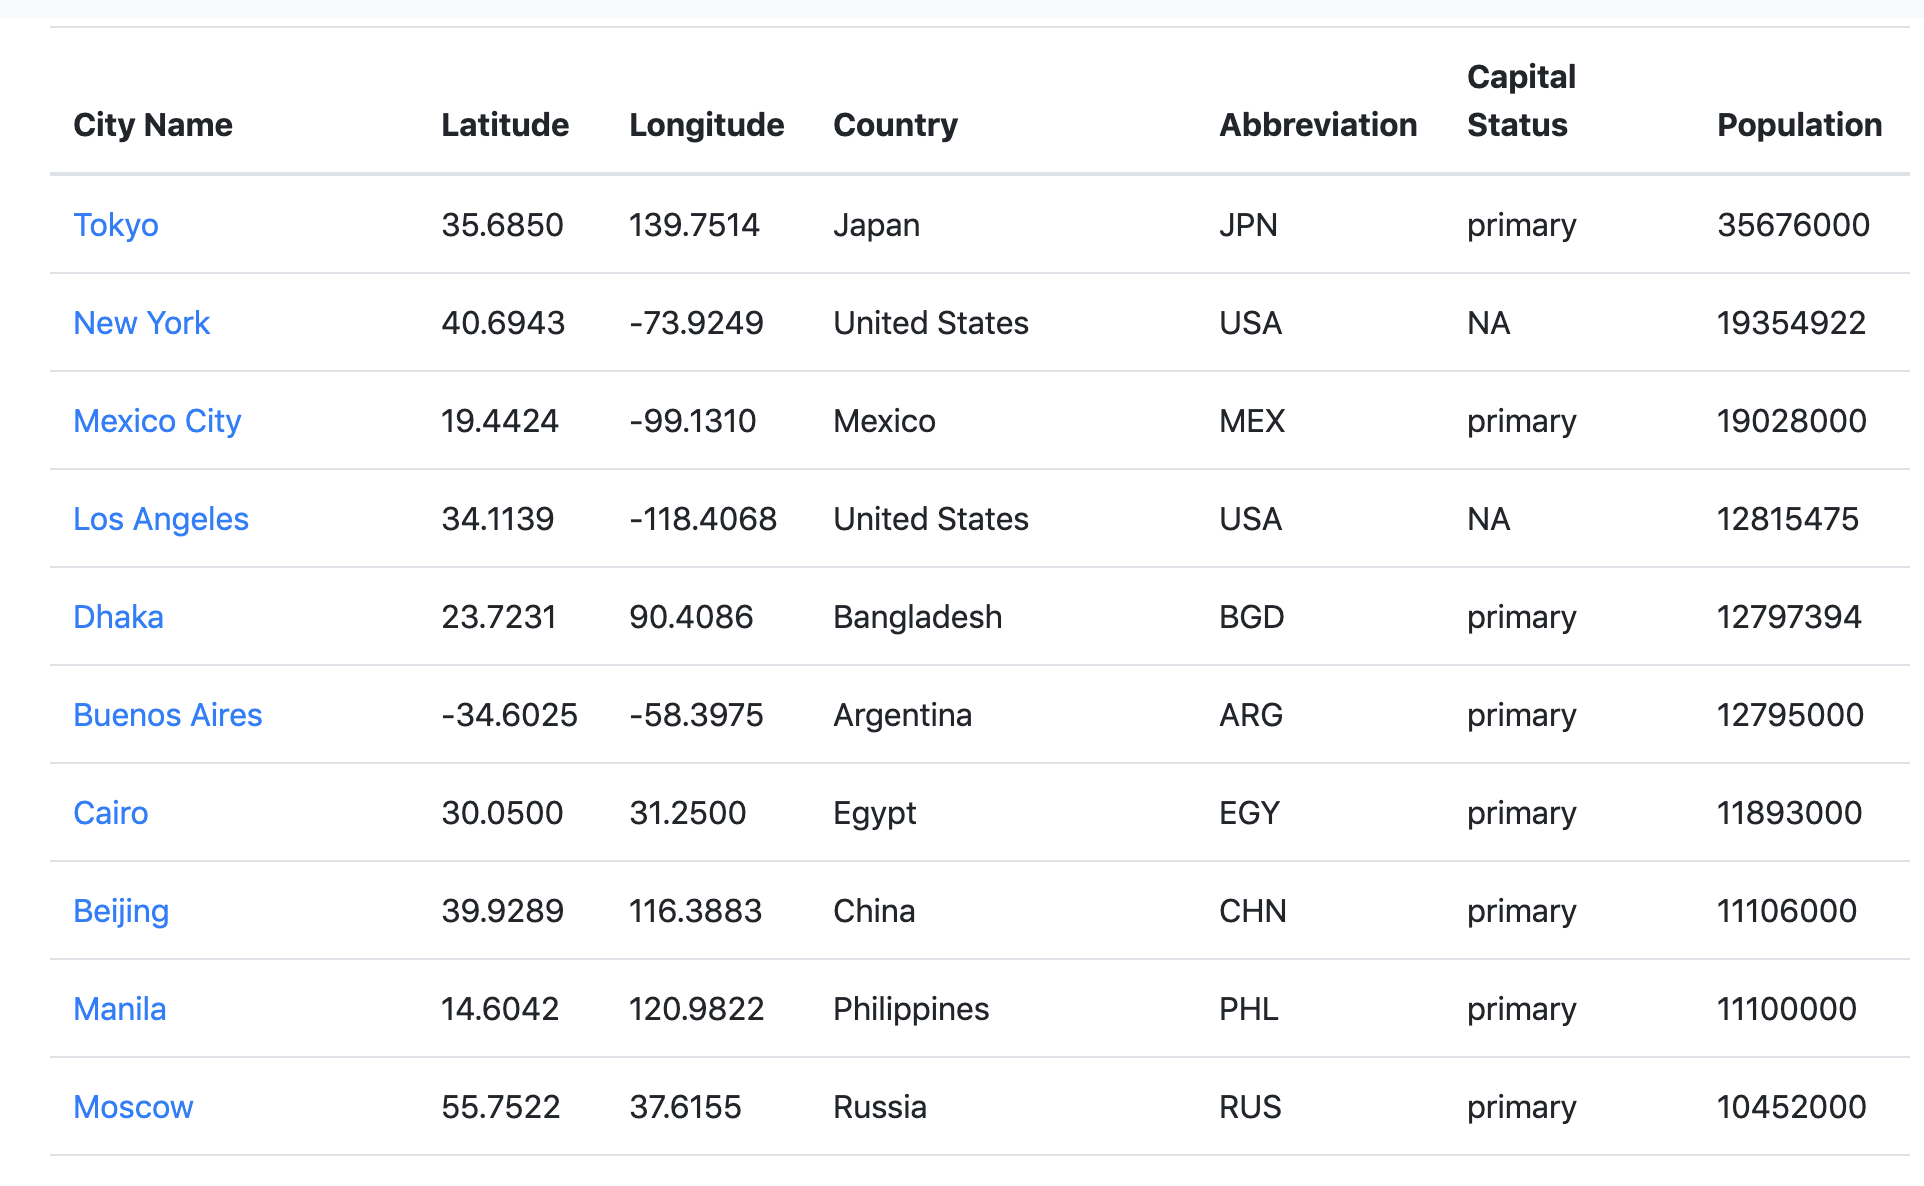 City Name Latitude Longitude Country Abbreviation Capital Status Population
Tokyo 35.6850 139.7514 Japan JPN primary 35676000
New York 40.6943 -73.9249 United States USA NA 19354922
Mexico City 19.4424 -99.1310 Mexico MEX primary 19028000
Los Angeles 34.1139 -118.4068 United States USA NA 12815475
Dhaka 23.7231 90.4086 Bangladesh BGD primary 12797394
Buenos Aires -34.6025 -58.3975 Argentina ARG primary 12795000
Cairo 30.0500 31.2500 Egypt EGY primary 11893000
Beijing 39.9289 116.3883 China CHN primary 11106000
Manila 14.6042 120.9822 Philippines PHL primary 11100000
Moscow 55.7522 37.6155 Russia RUS primary 10452000